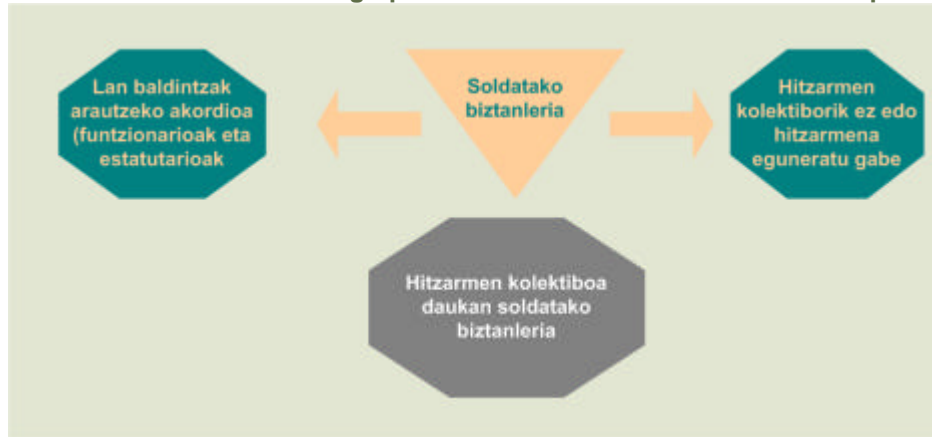 Lan baldintzak
arautzeko akordioa
(funtzionarioak eta
estatutarioak
Soldatako
biztanleria
Hitzarmen
kolektiborik ez edo
hitzarmena
eguneratu gabe
Hitzarmen kolektiboa
daukan soldatako
biztanleria